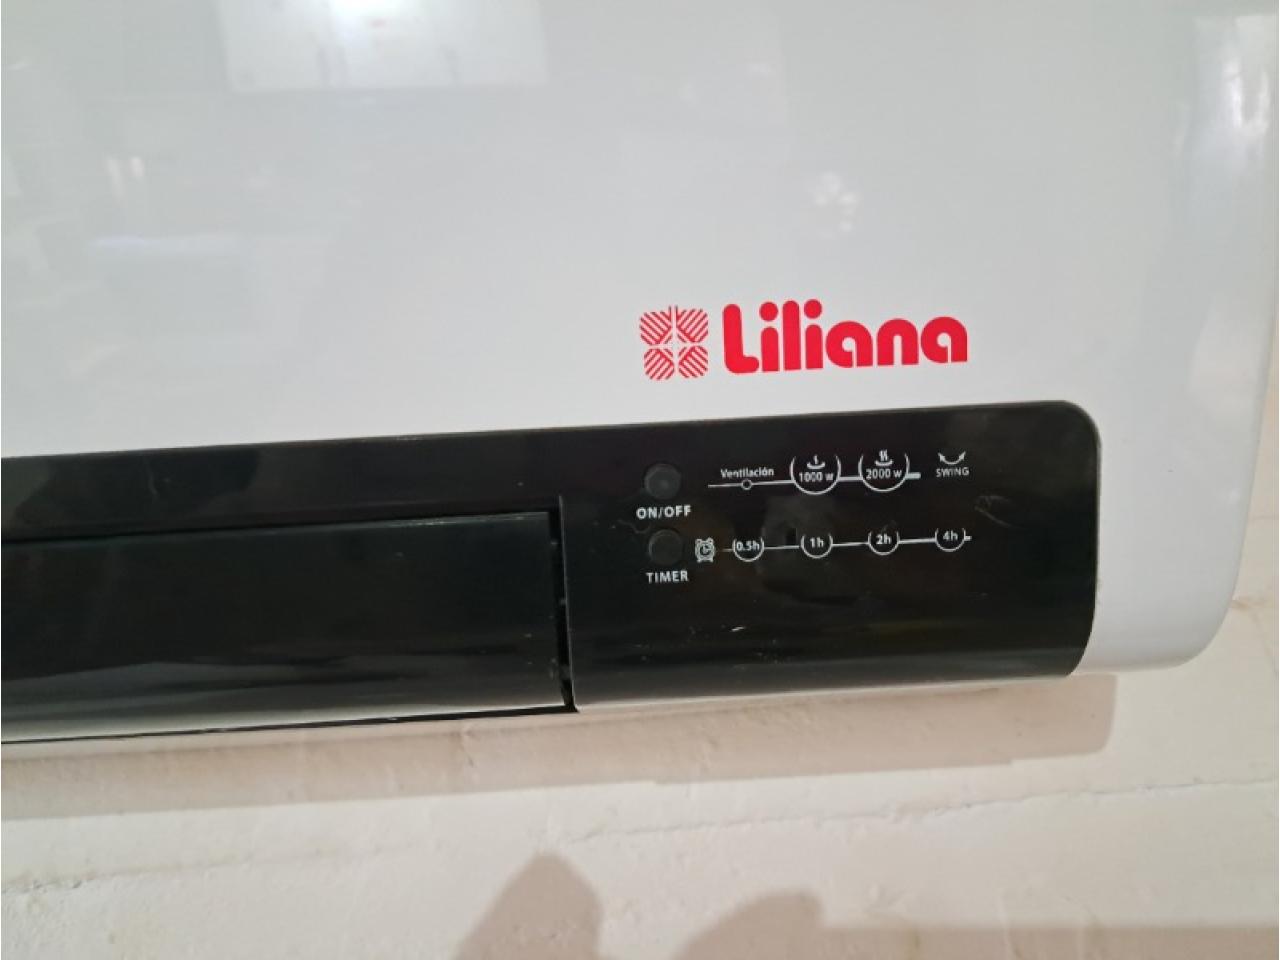 Liliana
Ventilación 1000 w 2000 w SWING
ON/OFF
0.5h 1h 2h 4h
TIMER